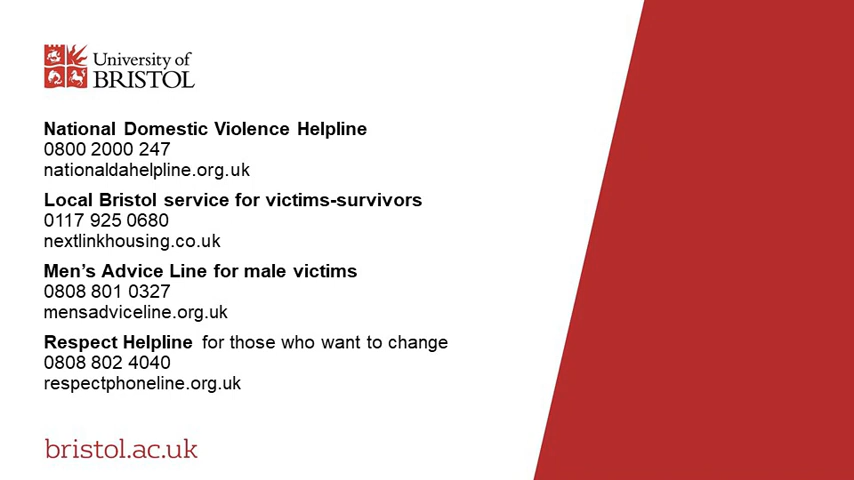 University of
BRISTOL
National Domestic Violence Helpline
0800 2000 247
nationaldahelpline.org.uk
Local Bristol service for victims-survivors
0117 925 0680
nextlinkhousing.co.uk
Men’s Advice Line for male victims
0808 801 0327
mensadviceline.org.uk
Respect Helpline for those who want to change
0808 802 4040
respectphoneline.org.uk
bristol.ac.uk